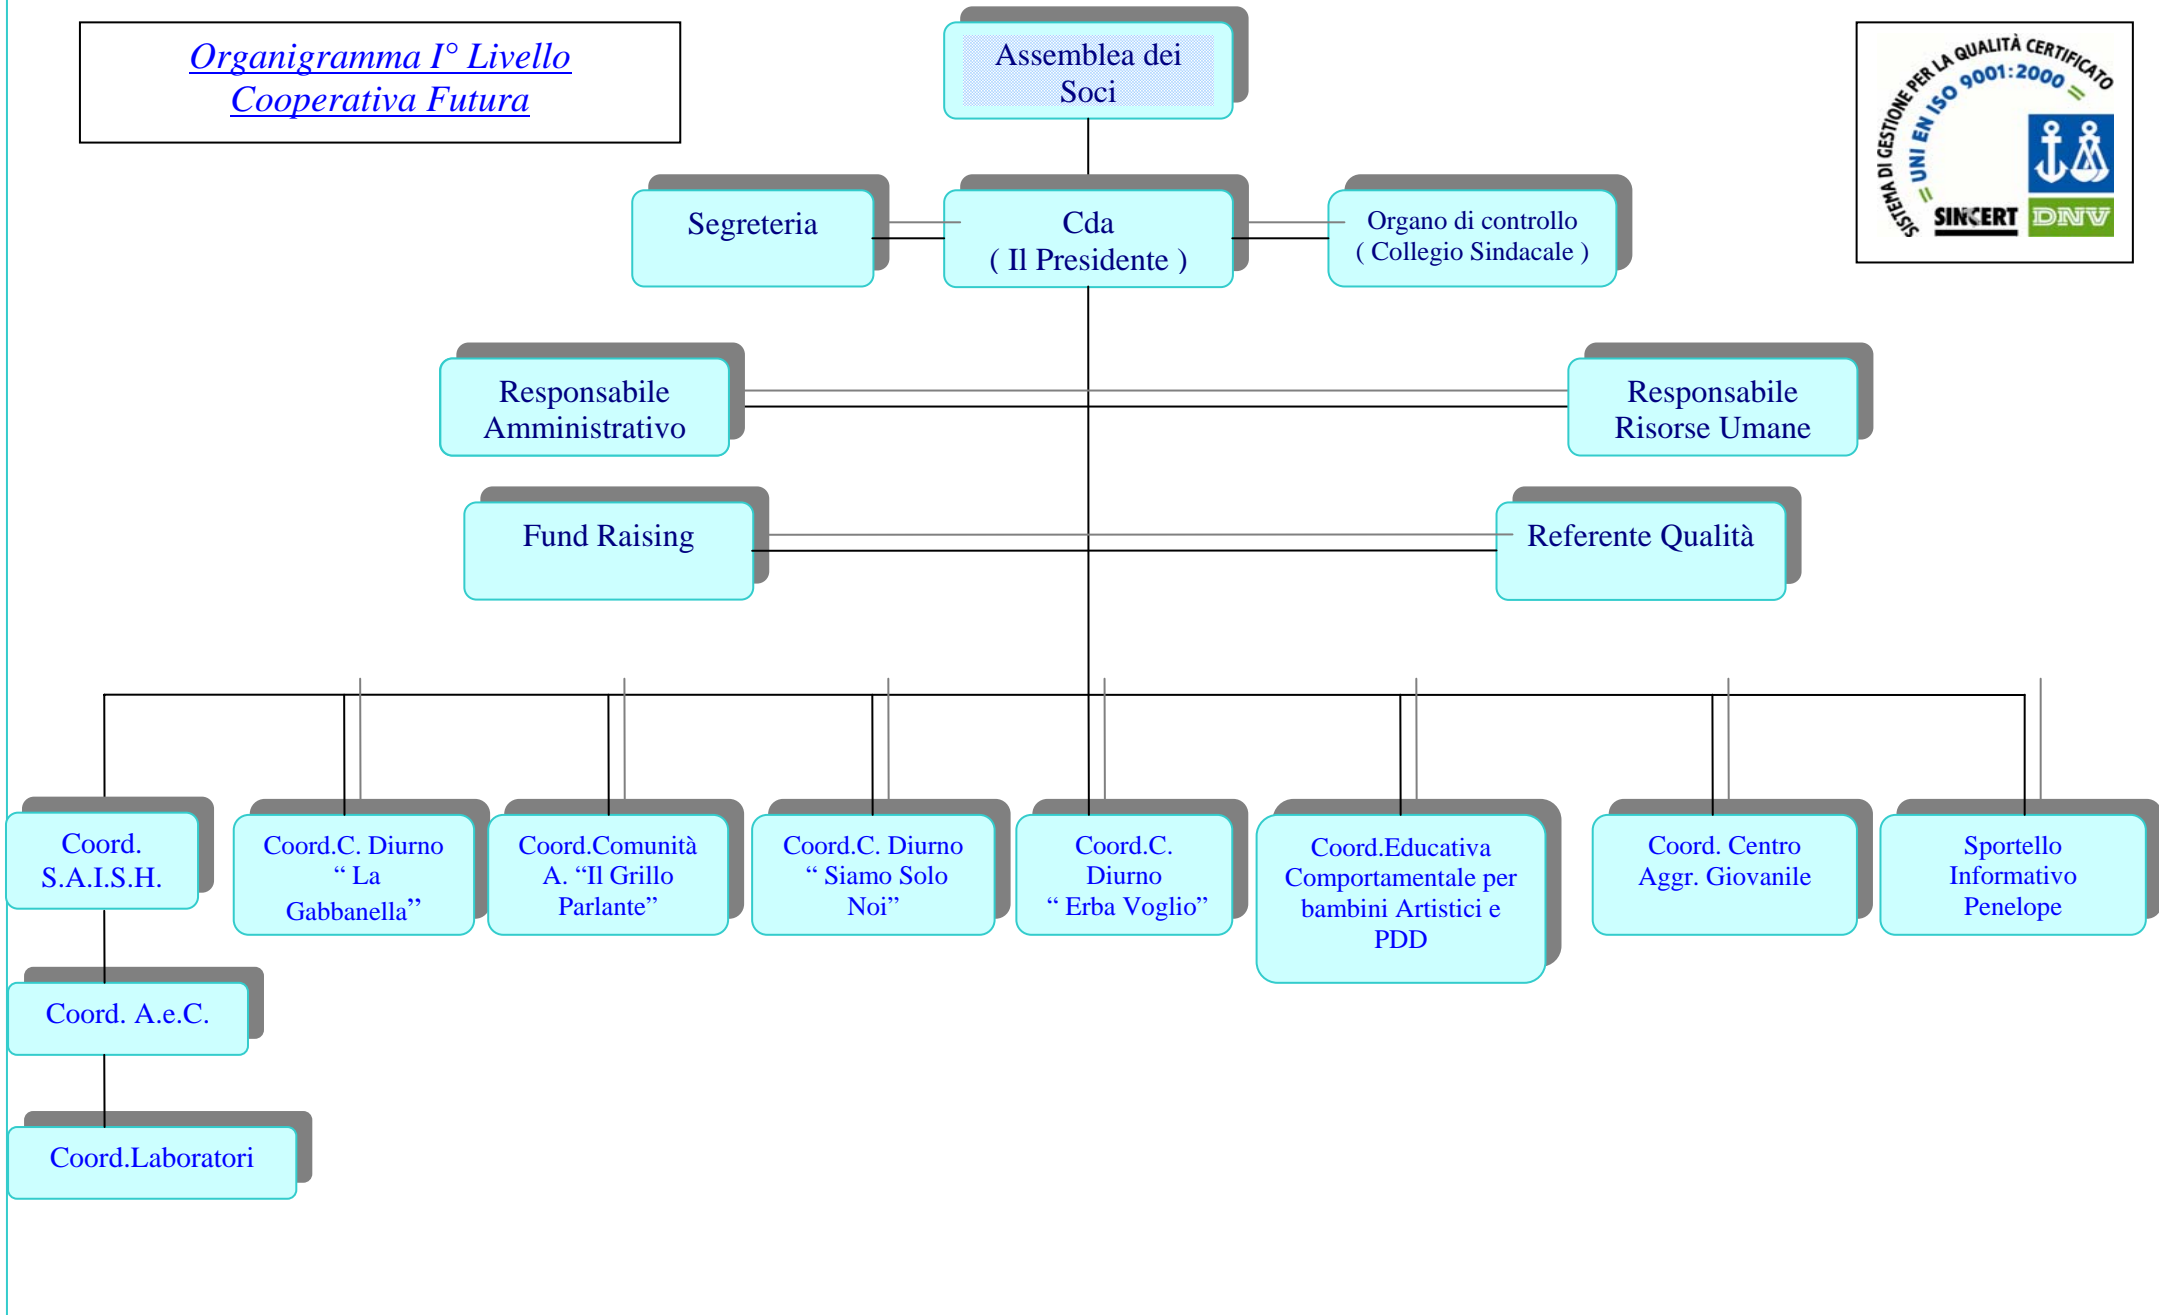 Organigramma I° Livello
Cooperativa Futura
Assemblea dei
Soci
SISTEMA DI GESTIONE PER LA QUALITÀ CERTIFICATO
= UNI EN ISO 9001:2000 =
SINCERT
DNV
Segreteria
Cda
( Il Presidente )
Organo di controllo
( Collegio Sindacale )
Responsabile
Amministrativo
Responsabile
Risorse Umane
Fund Raising
Referente Qualità
Coord.
S.A.I.S.H.
Coord.C. Diurno
“ La
Gabbanella”
Coord.Comunità
A. “Il Grillo
Parlante”
Coord.C. Diurno
“ Siamo Solo
Noi”
Coord.C.
Diurno
“ Erba Voglio”
Coord.Educativa
Comportamentale per
bambini Artistici e
PDD
Coord. Centro
Aggr. Giovanile
Sportello
Informativo
Penelope
Coord. A.e.C.
Coord.Laboratori